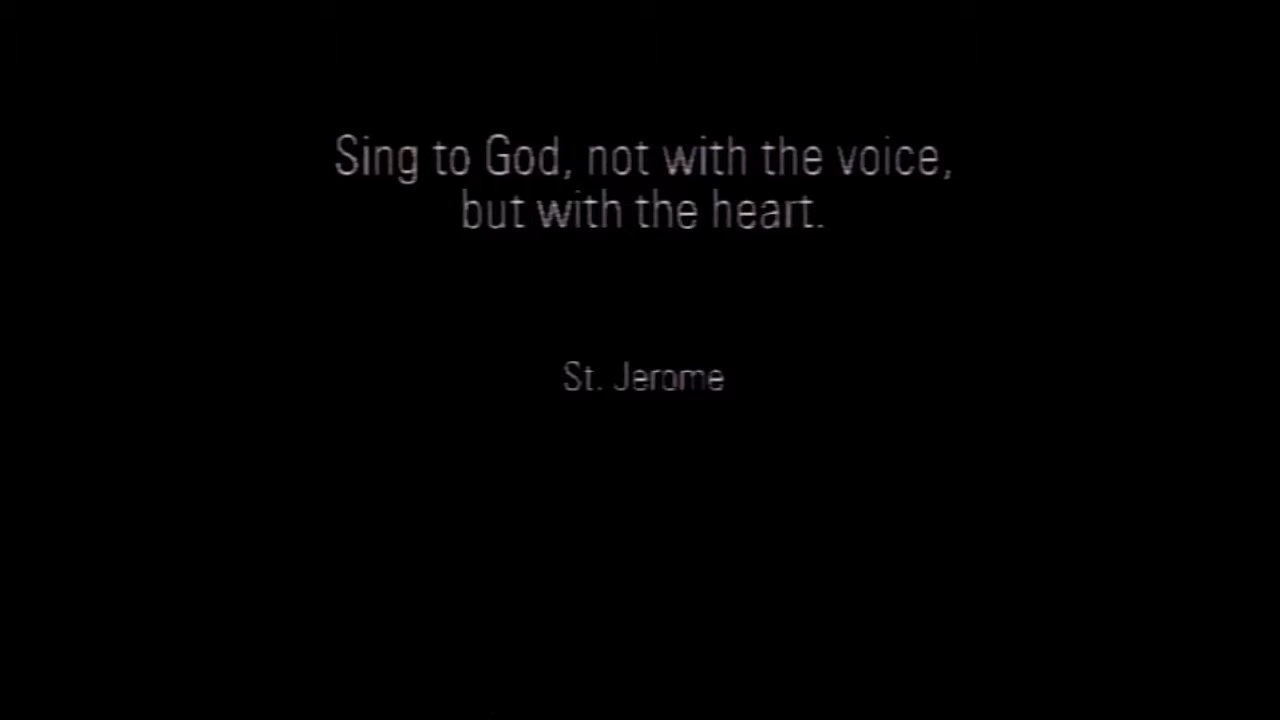 Sing to God, not with the voice,
but with the heart.
St. Jerome